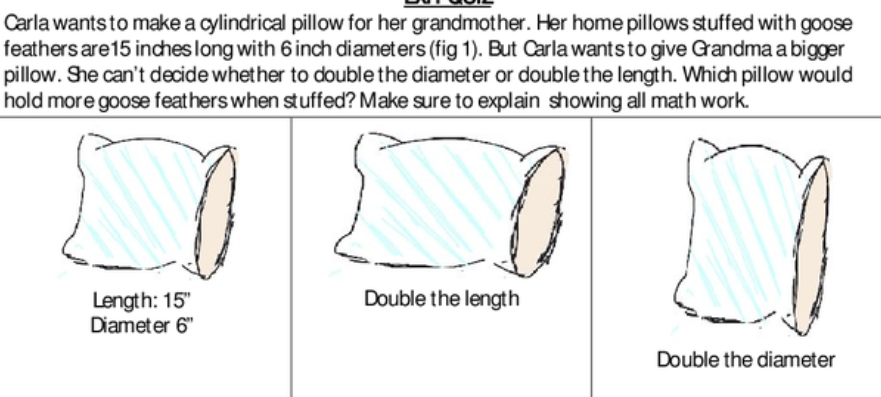 EXIT QUIZ
Carla wants to make a cylindrical pillow for her grandmother. Her home pillows stuffed with goose
feathers are 15 inches long with 6 inch diameters (fig 1). But Carla wants to give Grandma a bigger
pillow. She can't decide whether to double the diameter or double the length. Which pillow would
hold more goose feathers when stuffed? Make sure to explain showing all math work.
Length: 15”
Diameter 6”
Double the length
Double the diameter